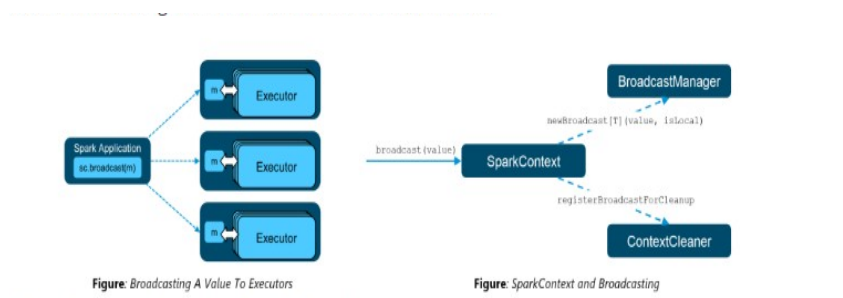 m
Executor
Spark Application
sc.broadcast(m)
m
Executor
m
Executor
Figure: Broadcasting A Value To Executors
BroadcastManager
newBroadcast[T](value, isLocal)
broadcast(value)
SparkContext
registerBroadcastForCleanup
ContextCleaner
Figure: SparkContext and Broadcasting